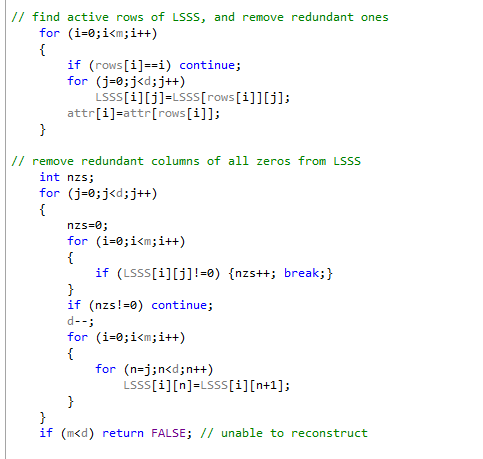 // find active rows of LSSS, and remove redundant ones
for (i=0;i<m;i++)
{
if (rows[i]==i) continue;
for (j=0;j<d;j++)
LSSS[i][j]=LSSS[rows[i]][j];
attr[i]=attr[rows[i]];
}
// remove redundant columns of all zeros from LSSS
int nzs;
for (j=0;j<d;j++)
{
nzs=0;
for (i=0;i<m;i++)
{
if (LSSS[i][j]!=0) {nzs++; break;}
}
if (nzs!=0) continue;
d--;
for (i=0;i<m;i++)
{
for (n=j;n<d;n++)
LSSS[i][n]=LSSS[i][n+1];
}
}
if (m<d) return FALSE; // unable to reconstruct